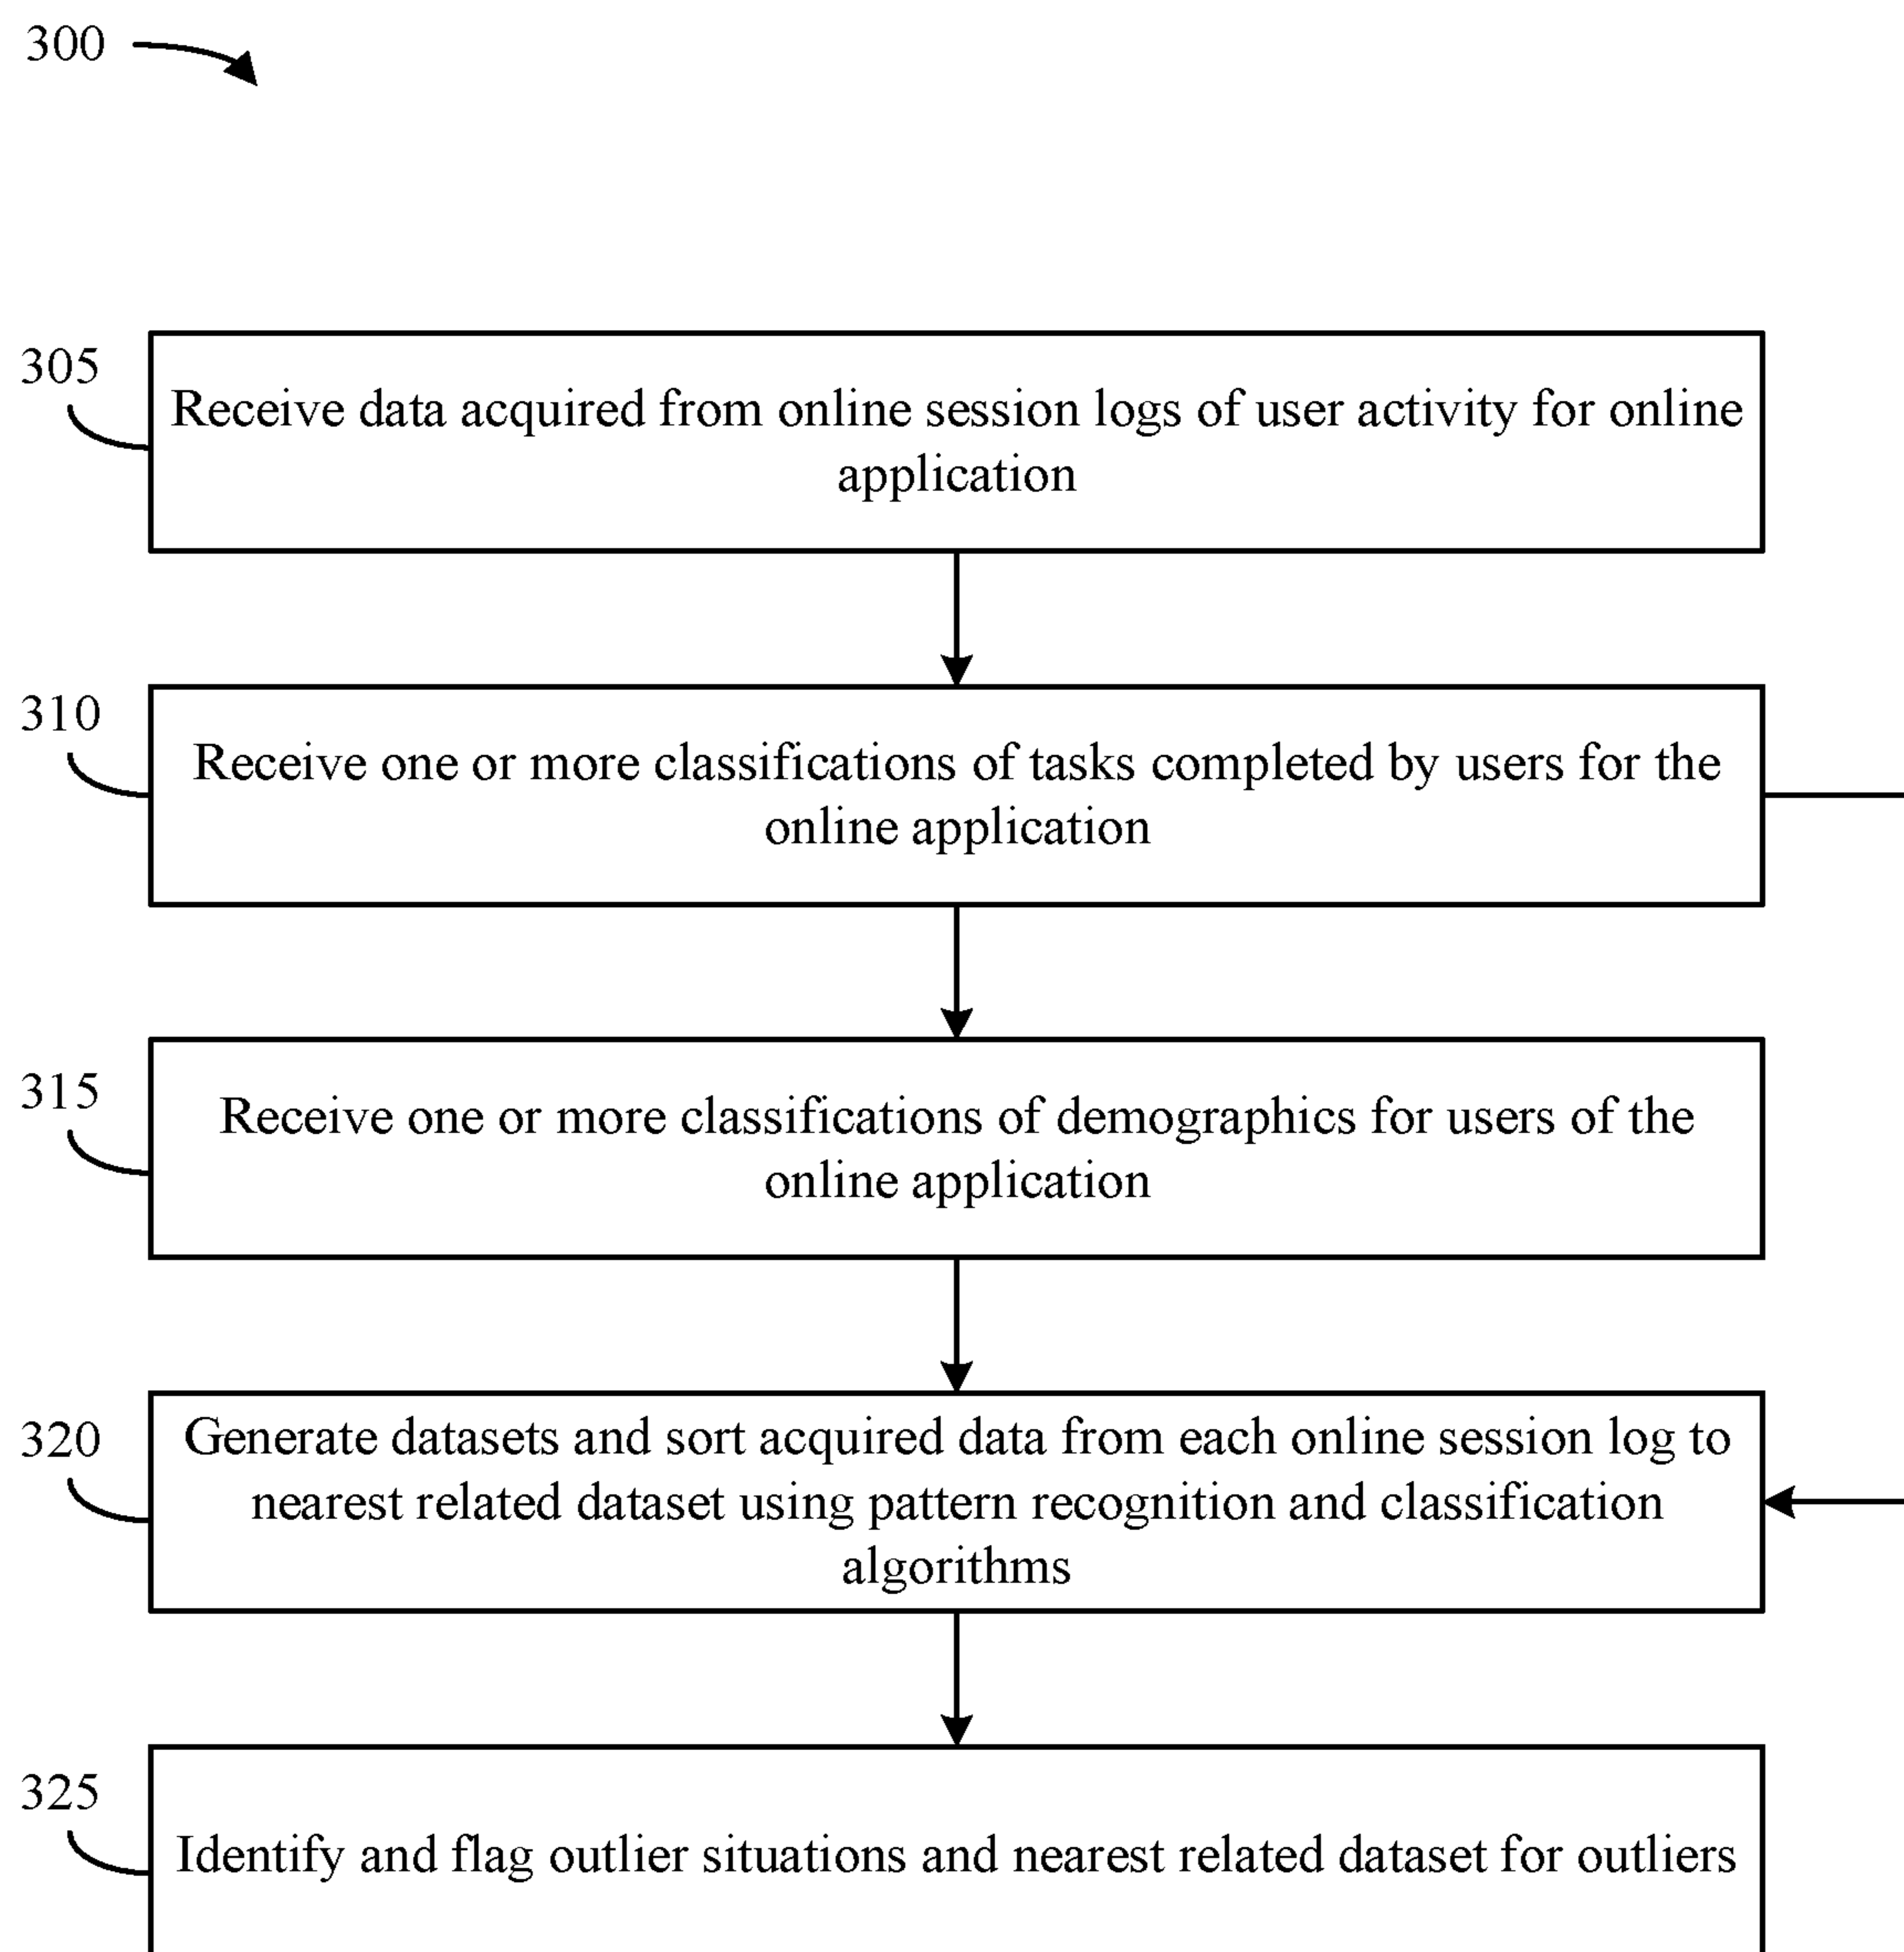 300
305
Receive data acquired from online session logs of user activity for online
application
310
Receive one or more classifications of tasks completed by users for the
online application
315
Receive one or more classifications of demographics for users of the
online application
320
Generate datasets and sort acquired data from each online session log to
nearest related dataset using pattern recognition and classification
algorithms
325
Identify and flag outlier situations and nearest related dataset for outliers